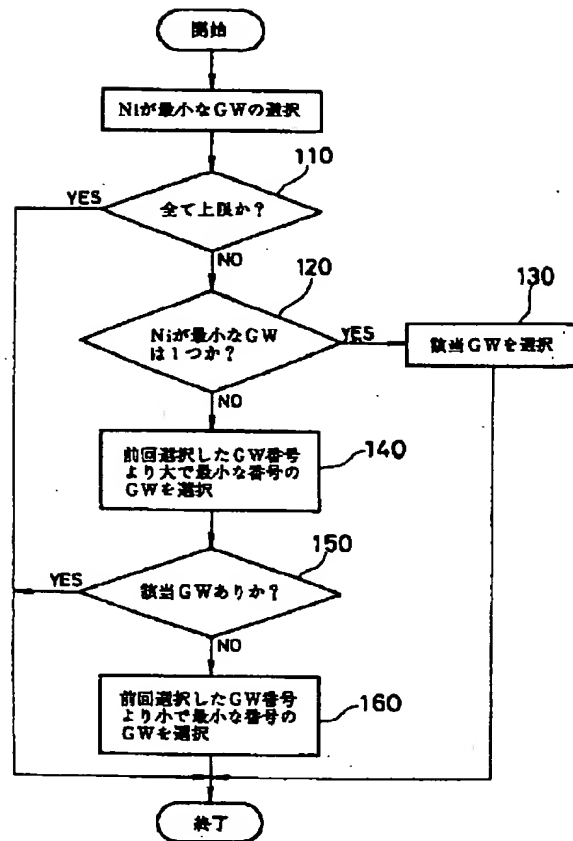 開始
Niが最小なGWの選択
110
YES
全て上限か?
NO
120
130
Niが最小なGW
は1つか?
YES
該当GWを選択
NO
前回選択したGW番号
より大で最小な番号の
GWを選択
140
150
YES
該当GWありか?
NO
前回選択したGW番号
より小で最小な番号の
GWを選択
160
終了